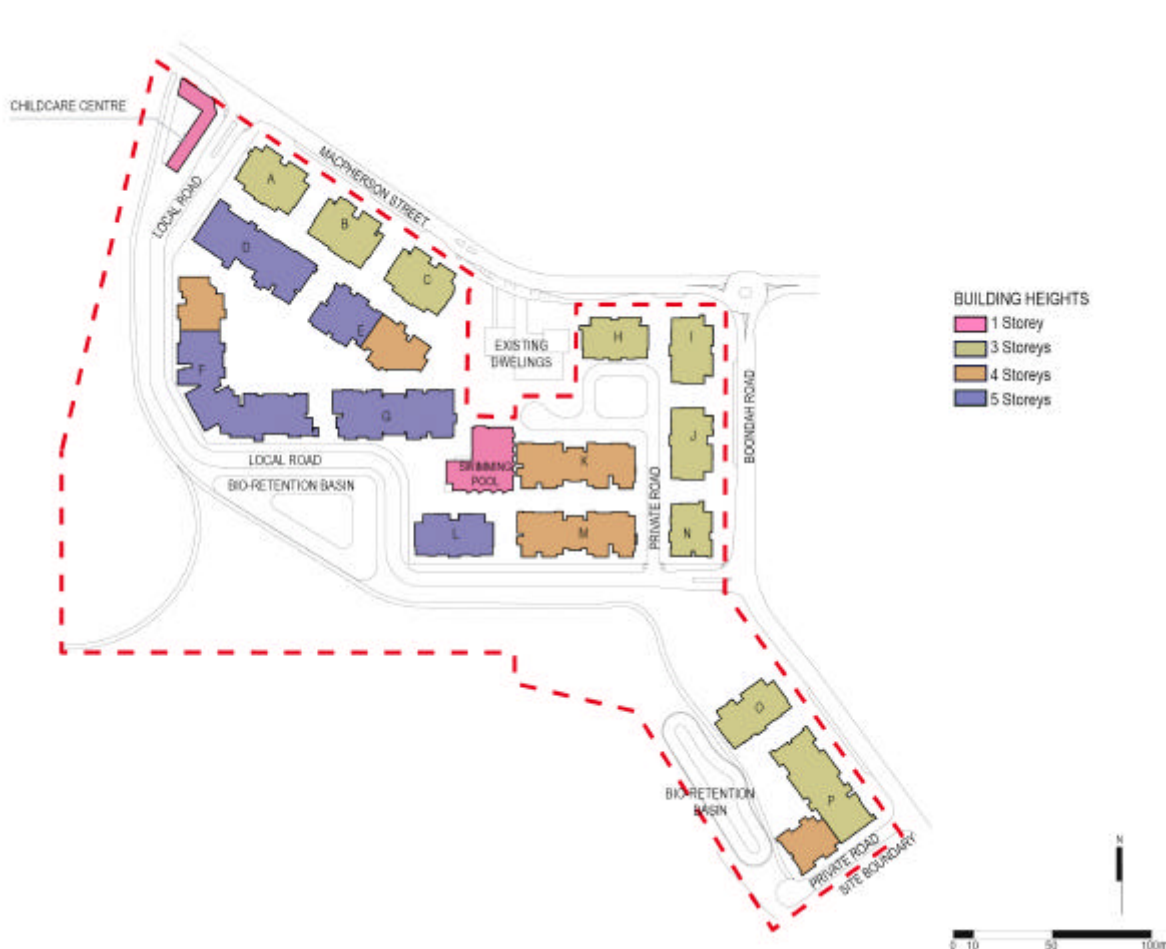 CHILDCARE CENTRE
MACPHERSON STREET
LOCAL ROAD
A
B
C
D
E
F
G
EXISTING
DWELINGS
H
I
J
BOONDAH ROAD
PRIVATE ROAD
K
SWIMMING
POOL
LOCAL ROAD
BIO-RETENTION BASIN
L
M
N
O
P
BIO-RETENTION
BASIN
PRIVATE ROAD
SITE BOUNDARY
BUILDING HEIGHTS
1 Storey
3 Storeys
4 Storeys
5 Storeys
N
0 10 50 100m